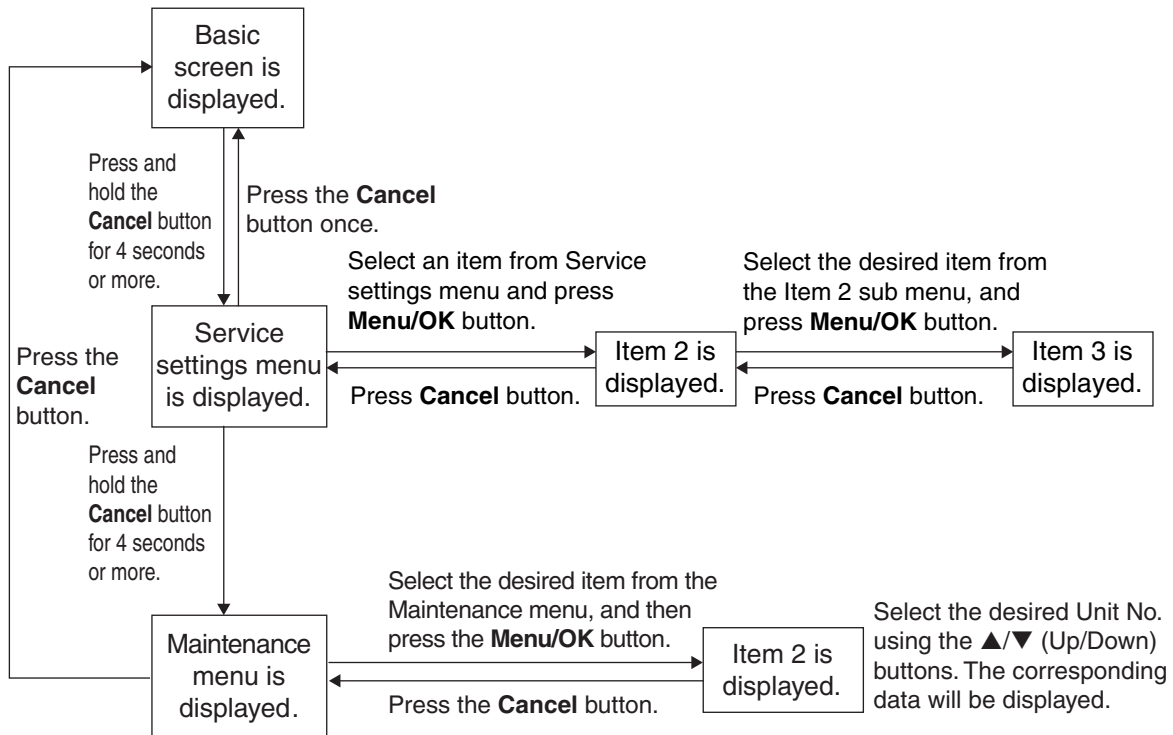 Basic
screen is
displayed.
Press and
hold the
Cancel button
for 4 seconds
or more.
Press the Cancel
button once.
Select an item from Service
settings menu and press
Menu/OK button.
Select the desired item from
the Item 2 sub menu, and
press Menu/OK button.
Press the
Cancel
button.
Service
settings menu
is displayed.
Item 2 is
displayed.
Item 3 is
displayed.
Press Cancel button.
Press Cancel button.
Press and
hold the
Cancel button
for 4 seconds
or more.
Select the desired item from the
Maintenance menu, and then
press the Menu/OK button.
Maintenance
menu is
displayed.
Item 2 is
displayed.
Press the Cancel button.
Select the desired Unit No.
using the ▲/▼ (Up/Down)
buttons. The corresponding
data will be displayed.